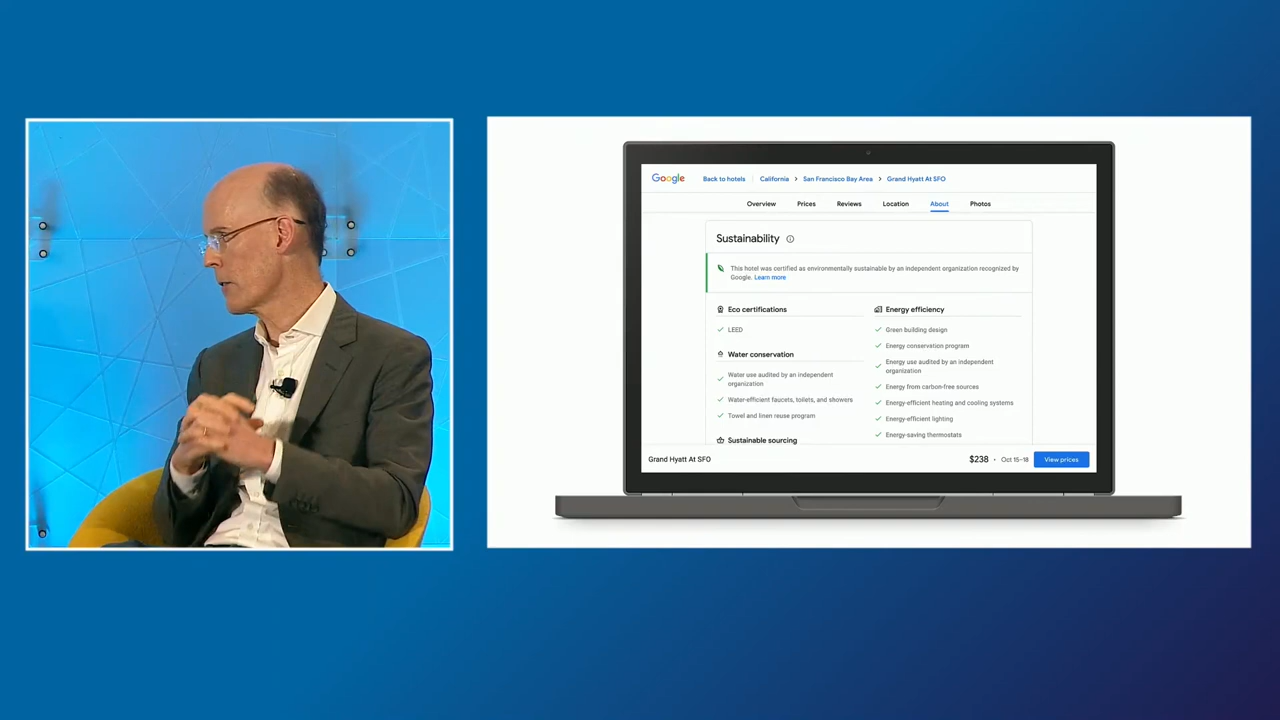 Google
Back to hotels
California > San Francisco Bay Area > Grand Hyatt At SFO
Overview
Prices
Reviews
Location
About
Photos
Sustainability
This hotel was certified as environmentally sustainable by an independent organization recognized by
Google. Learn more
Eco certifications
LEED
Water conservation
Water use audited by an independent
organization
Water-efficient faucets, toilets, and showers
Towel and linen reuse program
Sustainable sourcing
Energy efficiency
Green building design
Energy conservation program
Energy use audited by an independent
organization
Energy from carbon-free sources
Energy-efficient heating and cooling systems
Energy-efficient lighting
Energy-saving thermostats
Grand Hyatt At SFO
$238 • Oct 15–18
View prices